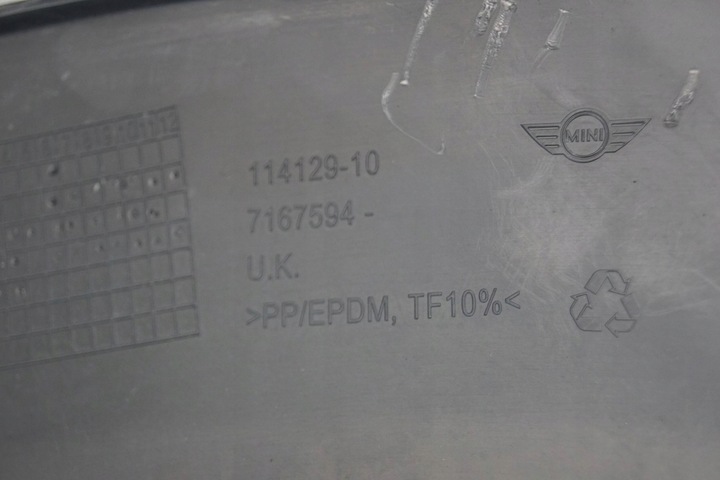 MINI
114129-10
7167594 -
U.K.
>PP/EPDM, TF10%<